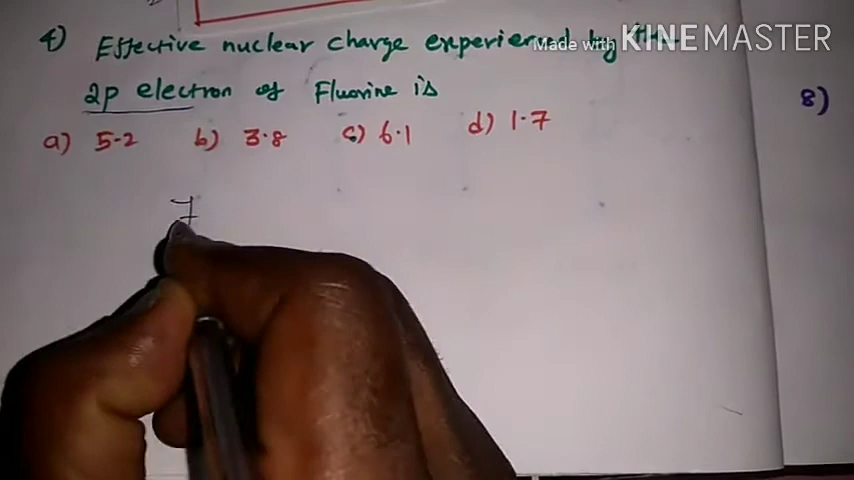 4) Effective nuclear charge experienced by
Made with KINEMASTER
2p electron of Fluorine is
8)
a) 5.2 b) 3.8 c) 6.1 d) 1.7